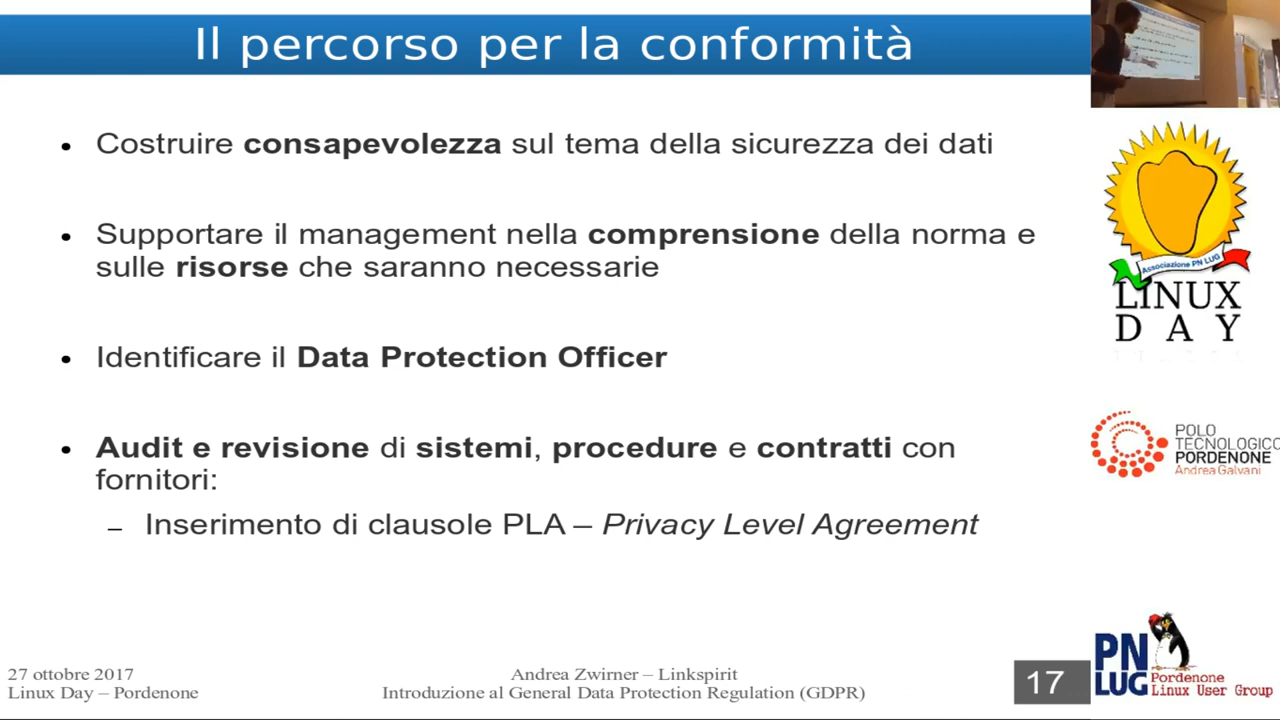 Il percorso per la conformità
Costruire consapevolezza sul tema della sicurezza dei dati
Supportare il management nella comprensione della norma e
sulle risorse che saranno necessarie
Identificare il Data Protection Officer
Audit e revisione di sistemi, procedure e contratti con
fornitori:
– Inserimento di clausole PLA – Privacy Level Agreement
27 ottobre 2017
Linux Day – Pordenone
Andrea Zwirner – Linkspirit
Introduzione al General Data Protection Regulation (GDPR)
17
Associazione PN LUG
LINUX
DAY
POLO
TECNOLOGICO
PORDENONE
Andrea Galvani
PN
LUG
Pordenone
Linux User Group